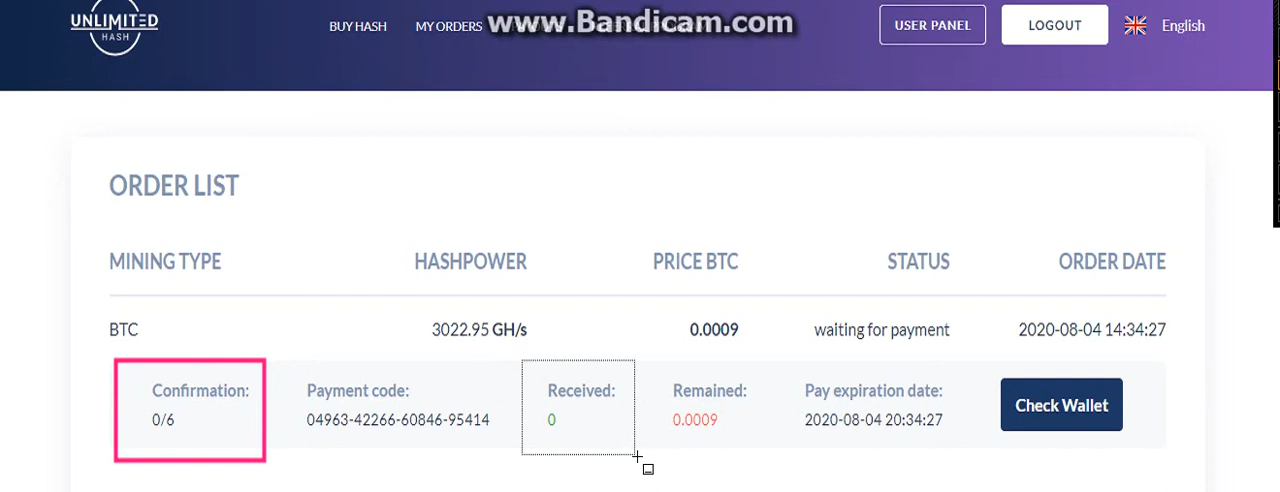 UNLIMITED
HASH
BUY HASH
MY ORDERS
www.Bandicam.com
USER PANEL
LOGOUT
English
ORDER LIST
MINING TYPE HASHPOWER PRICE BTC STATUS ORDER DATE
BTC 3022.95 GH/s 0.0009 waiting for payment 2020-08-04 14:34:27
Confirmation: Payment code: Received: Remained: Pay expiration date:
0/6 04963-42266-60846-95414 0 0.0009 2020-08-04 20:34:27
Check Wallet